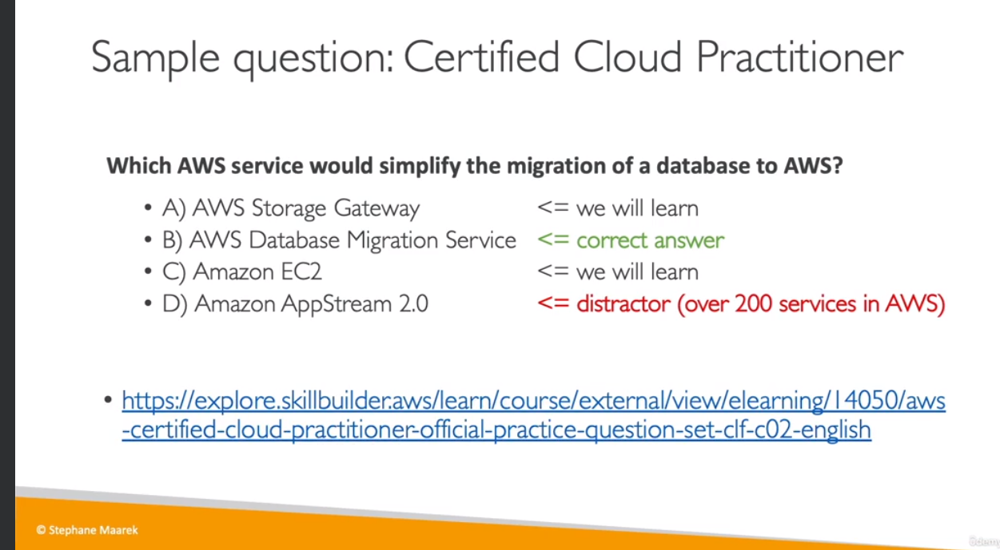 Sample question: Certified Cloud Practitioner
Which AWS service would simplify the migration of a database to AWS?
• A) AWS Storage Gateway <= we will learn
• B) AWS Database Migration Service <= correct answer
• C) Amazon EC2 <= we will learn
• D) Amazon AppStream 2.0 <= distractor (over 200 services in AWS)
• https://explore.skillbuilder.aws/learn/course/external/view/elearning/14050/aws
-certified-cloud-practitioner-official-practice-question-set-clf-c02-english
© Stephane Maarek